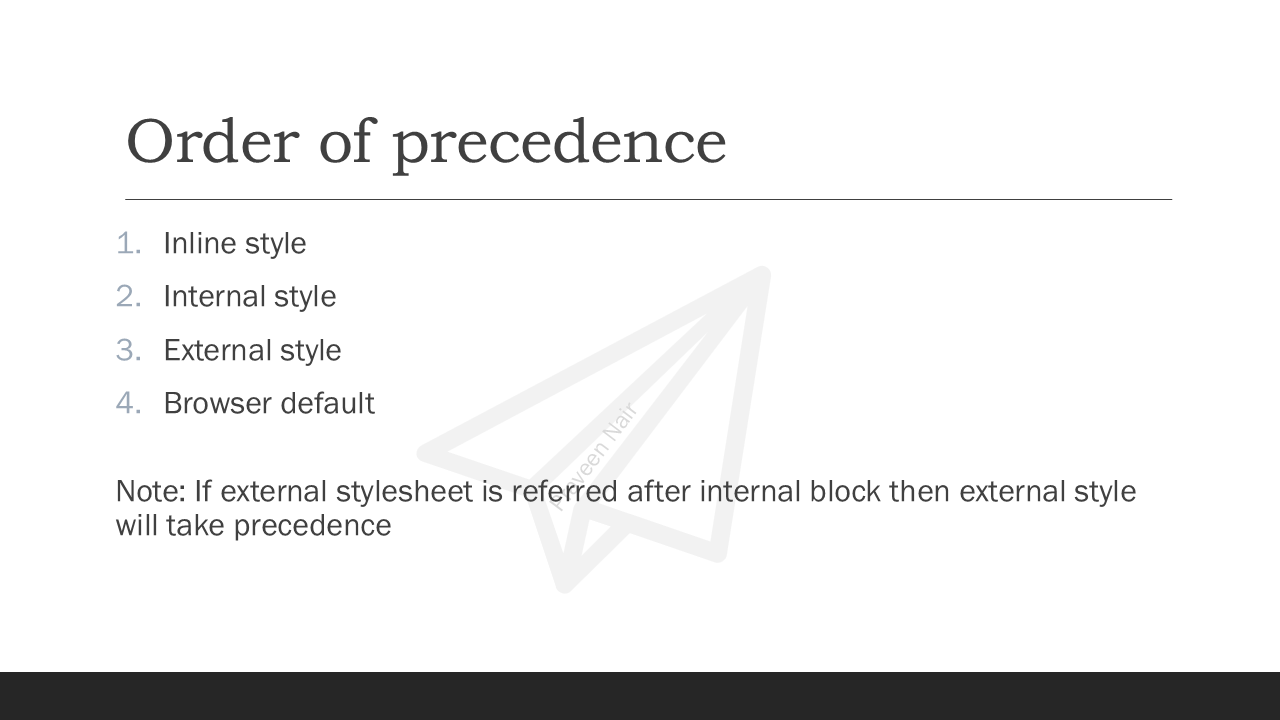 Order of precedence
1. Inline style
2. Internal style
3. External style
4. Browser default
Praveen Nair
Note: If external stylesheet is referred after internal block then external style
will take precedence